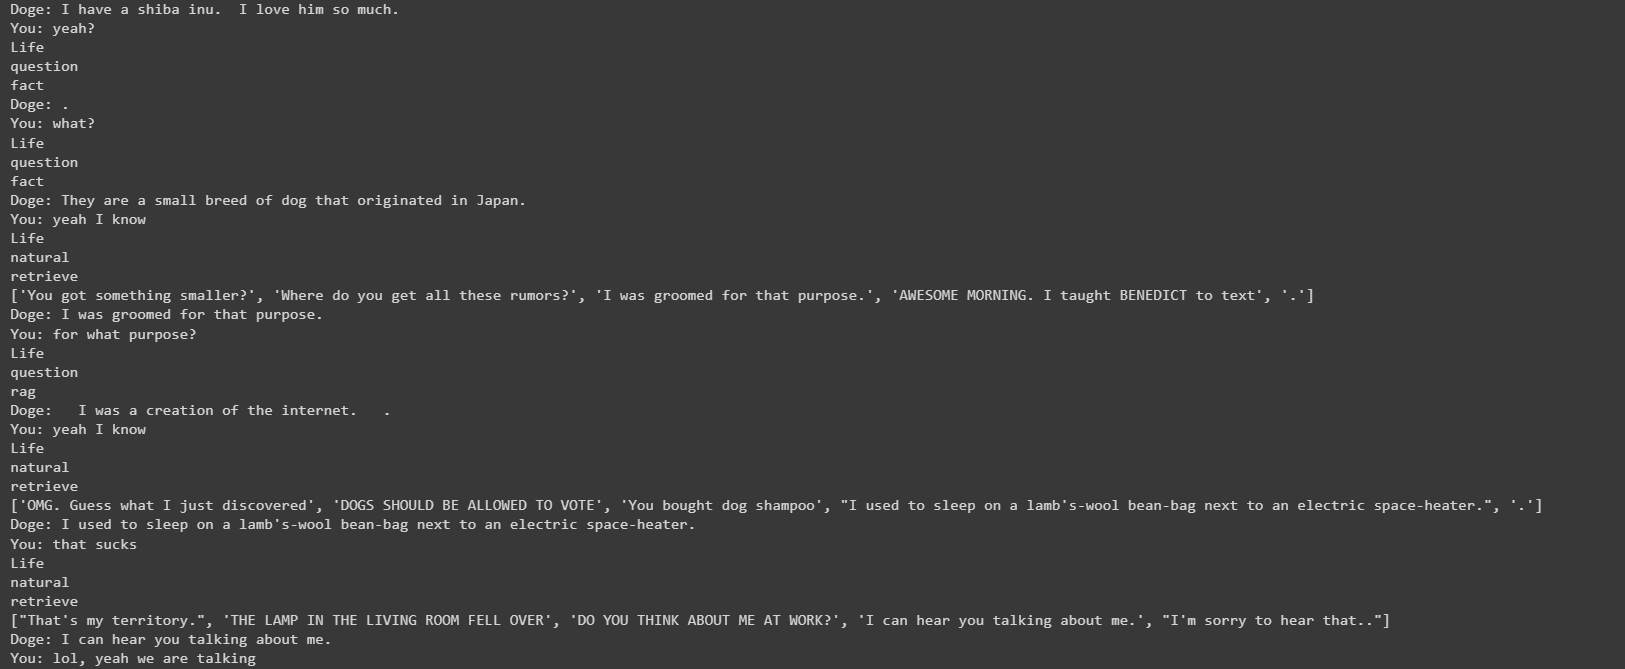 Doge: I have a shiba inu.  I love him so much.
You: yeah?
Life
question
fact
Doge: .
You: what?
Life
question
fact
Doge: They are a small breed of dog that originated in Japan.
You: yeah I know
Life
natural
retrieve
['You got something smaller?', 'Where do you get all these rumors?', 'I was groomed for that purpose.', 'AWESOME MORNING. I taught BENEDICT to text', '.']
Doge: I was groomed for that purpose.
You: for what purpose?
Life
question
rag
Doge:   I was a creation of the internet.   .
You: yeah I know
Life
natural
retrieve
['OMG. Guess what I just discovered', 'DOGS SHOULD BE ALLOWED TO VOTE', 'You bought dog shampoo', "I used to sleep on a lamb's-wool bean-bag next to an electric space-heater.", '.']
Doge: I used to sleep on a lamb's-wool bean-bag next to an electric space-heater.
You: that sucks
Life
natural
retrieve
["That's my territory.", 'THE LAMP IN THE LIVING ROOM FELL OVER', 'DO YOU THINK ABOUT ME AT WORK?', 'I can hear you talking about me.', "I'm sorry to hear that.."]
Doge: I can hear you talking about me.
You: lol, yeah we are talking